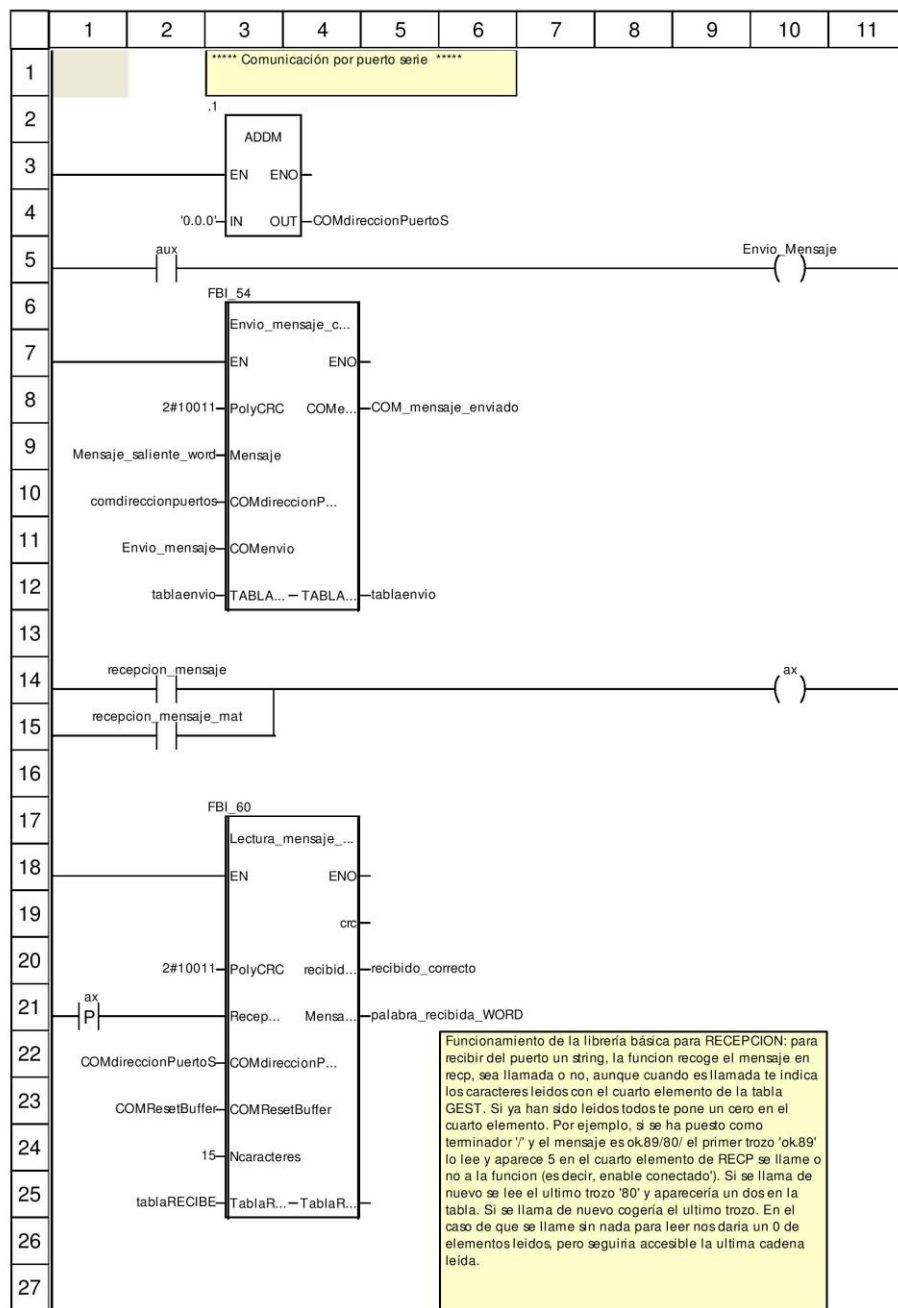 1 2 3 4 5 6 7 8 9 10 11
1
***** Comunicación por puerto serie *****
2
.1
ADDM
3
EN ENO
4
'0.0.0' IN OUT COMdireccionPuertoS
5
aux
Envio_Mensaje
6
FBI_54
Envio_mensaje_c...
7
EN ENO
8
2#10011 PolyCRC COMe... COM_mensaje_enviado
9
Mensaje_saliente_word Mensaje
10
comdireccionpuertos COMdireccionP...
11
Envio_mensaje COMenvio
12
tablaenvio TABLA... TABLA... tablaenvio
13
14
recepcion_mensaje
ax
15
recepcion_mensaje_mat
16
17
FBI_60
Lectura_mensaje_...
18
EN ENO
19
crc
20
2#10011 PolyCRC recibid... recibido_correcto
21
ax
P
Recep... Mensa... palabra_recibida_WORD
22
COMdireccionPuertoS COMdireccionP...
23
COMResetBuffer COMResetBuffer
24
15 Ncaracteres
25
tablaRECIBE TablaR... TablaR...
26
27
Funcionamiento de la librería básica para RECEPCION: para
recibir del puerto un string, la funcion recoge el mensaje en
recp, sea llamada o no, aunque cuando es llamada te indica
los caracteres leidos con el cuarto elemento de la tabla
GEST. Si ya han sido leidos todos te pone un cero en el
cuarto elemento. Por ejemplo, si se ha puesto como
terminador '/' y el mensaje es ok.89/80/ el primer trozo 'ok.89'
lo lee y aparece 5 en el cuarto elemento de RECP se llame o
no a la funcion (es decir, enable conectado'). Si se llama de
nuevo se lee el ultimo trozo '80' y aparecería un dos en la
tabla. Si se llama de nuevo cogería el ultimo trozo. En el
caso de que se llame sin nada para leer nos daria un 0 de
elementos leidos, pero seguiria accesible la ultima cadena
leída.